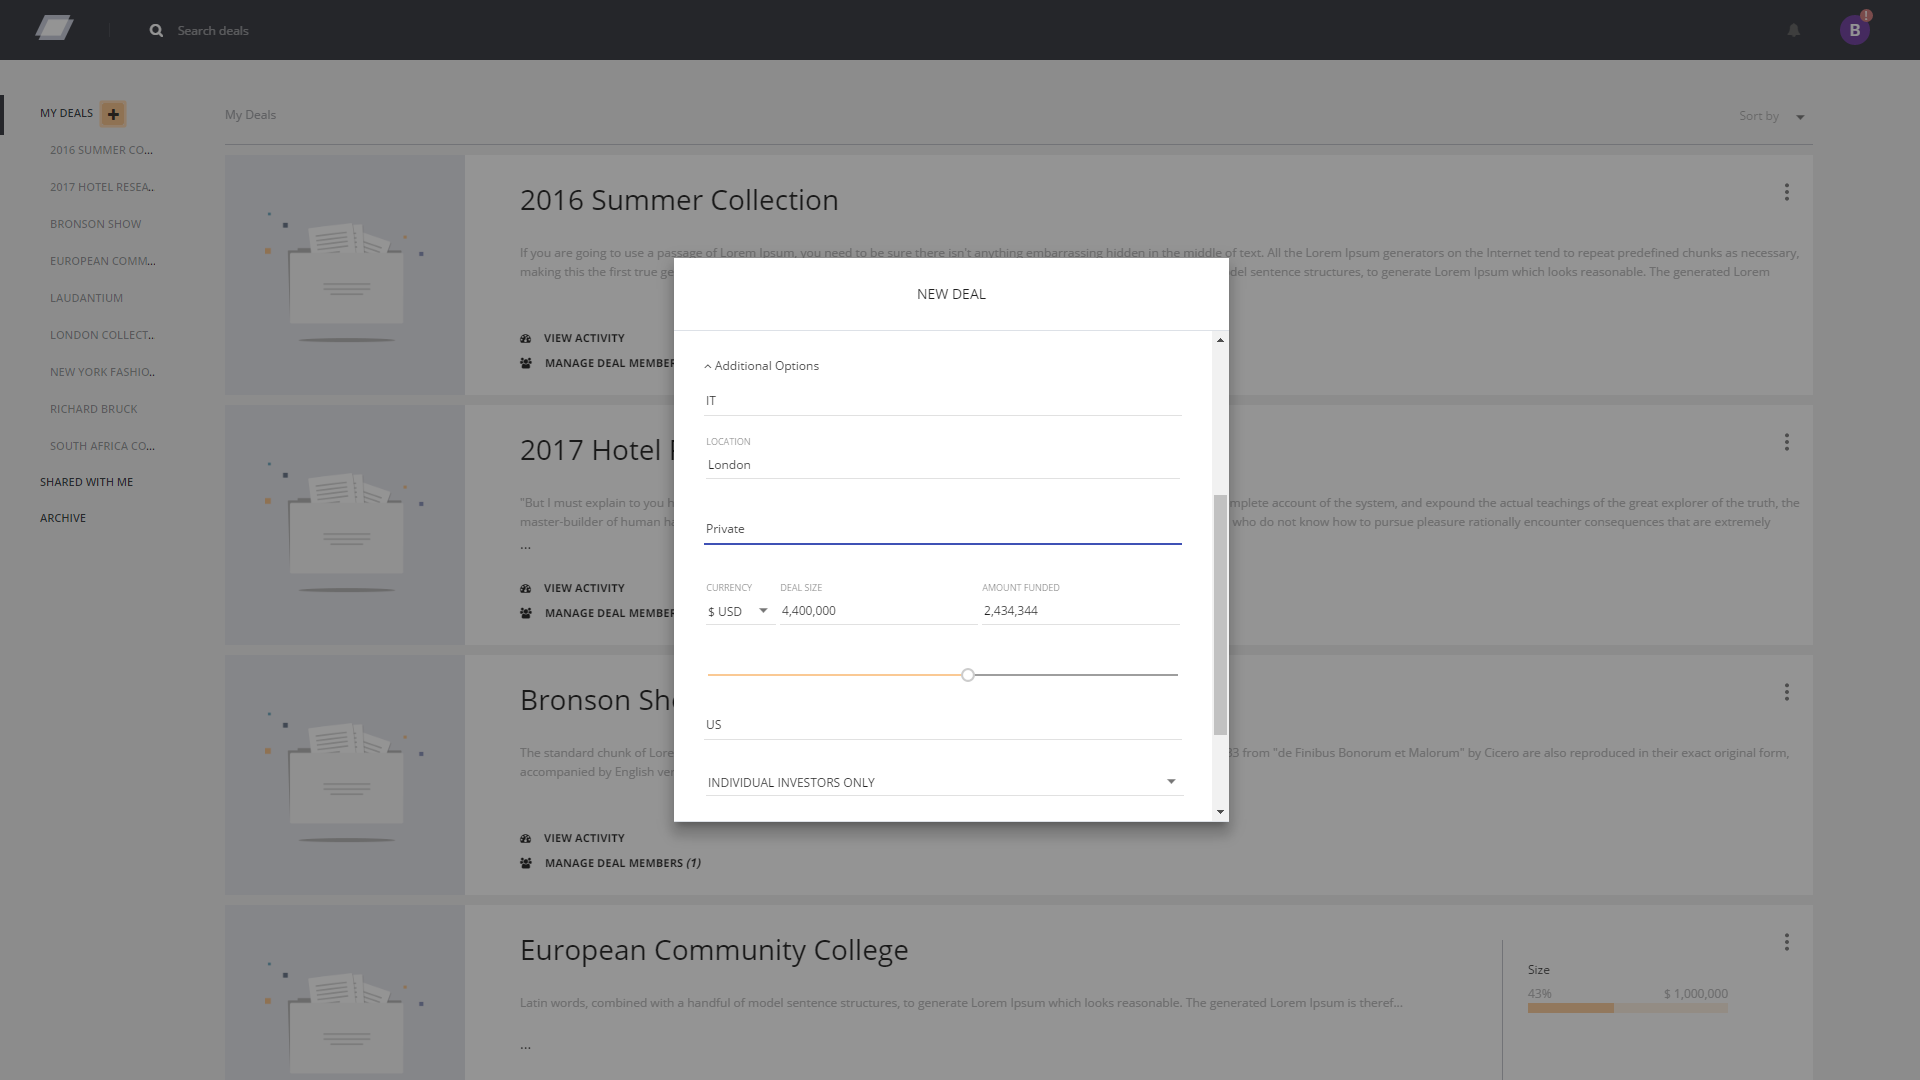 Search deals
B
!
MY DEALS +
2016 SUMMER CO...
2017 HOTEL RESEA..
BRONSON SHOW
EUROPEAN COMM...
LAUDANTIUM
LONDON COLLECT..
NEW YORK FASHIO..
RICHARD BRUCK
SOUTH AFRICA CO...
SHARED WITH ME
ARCHIVE
My Deals
Sort by
2016 Summer Collection
If you are going to use a passage of Lorem Ipsum, you need to be sure there isn't anything embarrassing hidden in the middle of text. All the Lorem Ipsum generators on the Internet tend to repeat predefined chunks as necessary,
making this the first true ge
del sentence structures, to generate Lorem Ipsum which looks reasonable. The generated Lorem
VIEW ACTIVITY
MANAGE DEAL MEMBER
2017 Hotel
"But I must explain to you h
mplete account of the system, and expound the actual teachings of the great explorer of the truth, the
master-builder of human ha
who do not know how to pursue pleasure rationally encounter consequences that are extremely
...
VIEW ACTIVITY
MANAGE DEAL MEMBER
Bronson Sh
The standard chunk of Lore
33 from "de Finibus Bonorum et Malorum" by Cicero are also reproduced in their exact original form,
accompanied by English ver
VIEW ACTIVITY
MANAGE DEAL MEMBERS (1)
European Community College
Latin words, combined with a handful of model sentence structures, to generate Lorem Ipsum which looks reasonable. The generated Lorem Ipsum is theref...
...
Size
43% $ 1,000,000
NEW DEAL
Additional Options
IT
LOCATION
London
Private
CURRENCY DEAL SIZE AMOUNT FUNDED
$ USD 4,400,000 2,434,344
US
INDIVIDUAL INVESTORS ONLY